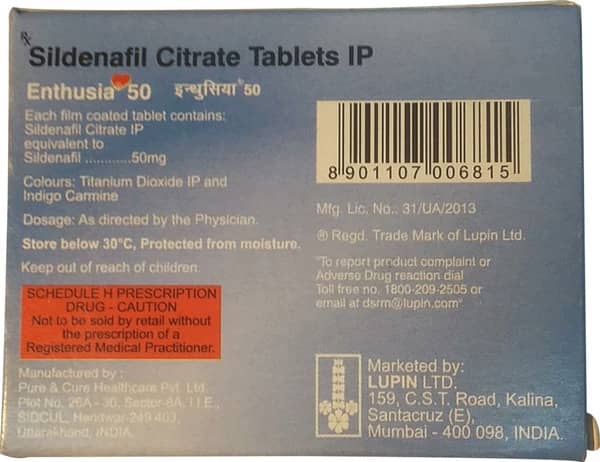 Rx
Sildenafil Citrate Tablets IP
Enthusia 50 इन्थुसिया® 50
Each film coated tablet contains:
Sildenafil Citrate IP
equivalent to
Sildenafil ............50mg
Colours: Titanium Dioxide IP and
Indigo Carmine
Dosage: As directed by the Physician.
Store below 30°C, Protected from moisture.
Keep out of reach of children.
SCHEDULE H PRESCRIPTION
DRUG - CAUTION
Not to be sold by retail without
the prescription of a
Registered Medical Practitioner.
Manufactured by :
Pure & Cure Healthcare Pvt. Ltd.
Plot No. 26A - 30, Sector-8A, I.I.E.,
SIDCUL, Haridwar-249 403,
Uttarakhand, INDIA.
8 901107 006815
Mfg. Lic. No.: 31/UA/2013
® Regd. Trade Mark of Lupin Ltd.
"To report product complaint or
Adverse Drug reaction dial
Toll free no. 1800-209-2505 or
email at dsrm@lupin.com"
Marketed by:
LUPIN LTD.
159, C.S.T. Road, Kalina,
Santacruz (E),
Mumbai - 400 098, INDIA.